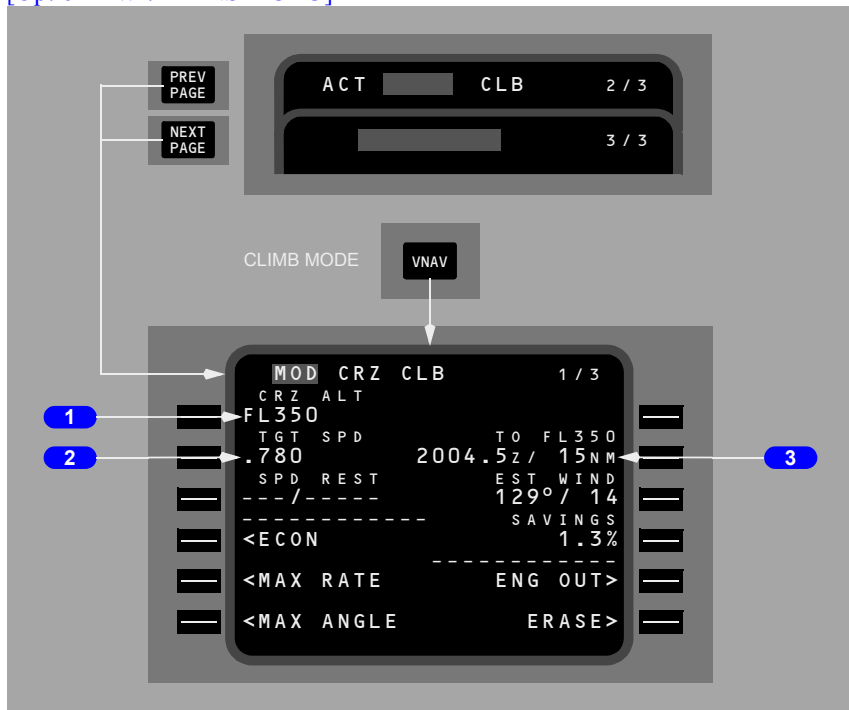 PREV
PAGE
ACT CLB 2/3
NEXT
PAGE
3/3
CLIMB MODE
VNAV
MOD CRZ CLB 1/3
CRZ ALT
1
FL350
TGT SPD TO FL350
2
.780 2004.5Z/ 15NM
3
SPD REST EST WIND
---/----- 129°/ 14
------------ SAVINGS
<ECON 1.3%
------------
<MAX RATE ENG OUT>
<MAX ANGLE ERASE>